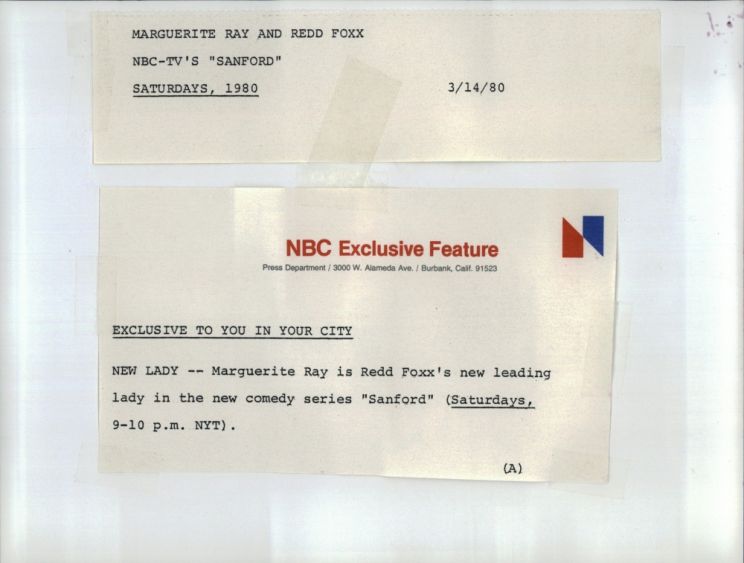 MARGUERITE RAY AND REDD FOXX
NBC-TV'S "SANFORD"
SATURDAYS, 1980 3/14/80
NBC Exclusive Feature
Press Department / 3000 W. Alameda Ave. / Burbank, Calif. 91523
EXCLUSIVE TO YOU IN YOUR CITY
NEW LADY -- Marguerite Ray is Redd Foxx's new leading
lady in the new comedy series "Sanford" (Saturdays,
9-10 p.m. NYT).
(A)